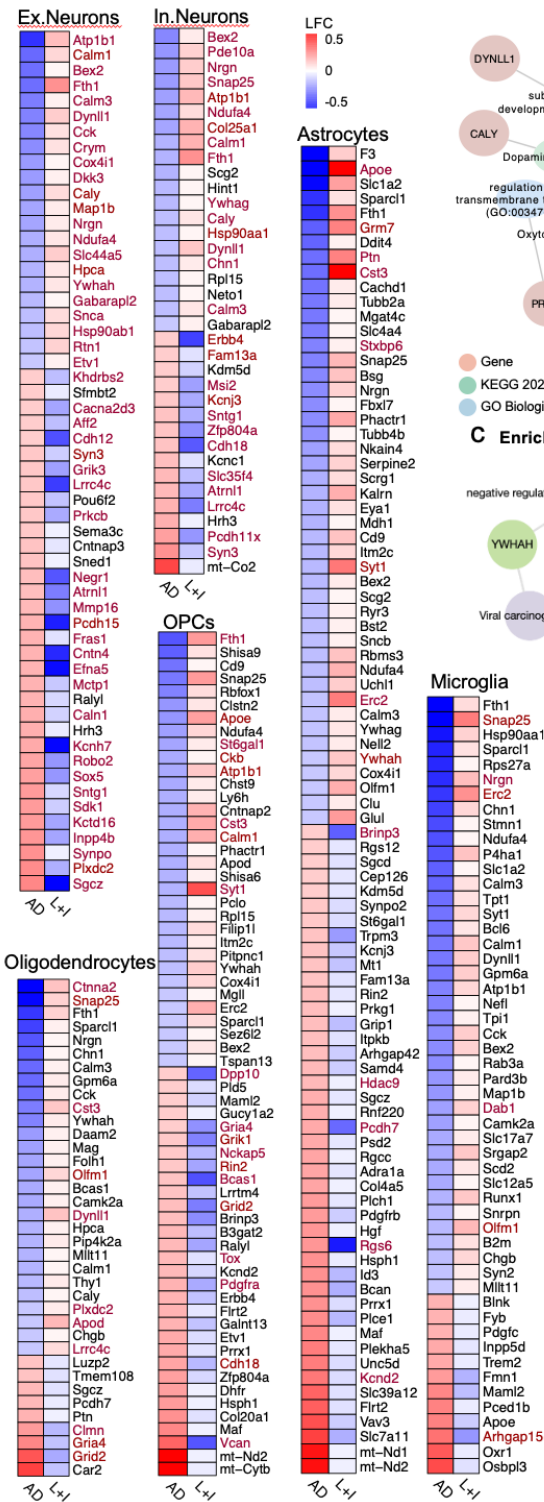 Ex.Neurons
Atp1b1
Calm1
Bex2
Fth1
Calm3
Dynll1
Cck
Crym
Cox4i1
Dkk3
Caly
Map1b
Nrgn
Ndufa4
Slc44a5
Hpca
Ywhah
Gabarapl2
Snca
Hsp90ab1
Rtn1
Etv1
Khdrbs2
Sfmbt2
Cacna2d3
Aff2
Cdh12
Syn3
Grik3
Lrrc4c
Pou6f2
Prkcb
Sema3c
Cntnap3
Sned1
Negr1
Atrnl1
Mmp16
Pcdh15
Fras1
Cntn4
Efna5
Mctp1
Ralyl
Caln1
Hrh3
Kcnh7
Robo2
Sox5
Sntg1
Sdk1
Kctd16
Inpp4b
Synpo
Plxdc2
Sgcz
AD
L+I
In.Neurons
Bex2
Pde10a
Nrgn
Snap25
Atp1b1
Ndufa4
Col25a1
Calm1
Fth1
Scg2
Hint1
Ywhag
Caly
Hsp90aa1
Dynll1
Chn1
Rpl15
Neto1
Calm3
Gabarapl2
Erbb4
Fam13a
Kdm5d
Msi2
Kcnj3
Sntg1
Zfp804a
Cdh18
Kcnc1
Slc35f4
Atrnl1
Lrrc4c
Hrh3
Pcdh11x
Syn3
mt-Co2
AD
L+I
LFC
0.5
0
-0.5
Astrocytes
F3
Apoe
Slc1a2
Sparcl1
Fth1
Grm7
Ddit4
Ptn
Cst3
Cachd1
Tubb2a
Mgat4c
Slc4a4
Stxbp6
Snap25
Bsg
Nrgn
Fbxl7
Phactr1
Tubb4b
Nkain4
Serpine2
Scrg1
Kalrn
Eya1
Mdh1
Cd9
Itm2c
Syt1
Bex2
Scg2
Ryr3
Bst2
Sncb
Rbms3
Ndufa4
Uchl1
Erc2
Calm3
Ywhag
Nell2
Ywhah
Cox4i1
Olfm1
Clu
Glul
Brinp3
Rgs12
Sgcd
Cep126
Kdm5d
Synpo2
St6gal1
Trpm3
Kcnj3
Mt1
Fam13a
Rin2
Prkg1
Grip1
Itpkb
Arhgap42
Samd4
Hdac9
Sgcz
Rnf220
Pcdh7
Psd2
Rgcc
Adra1a
Col4a5
Plch1
Pdgfrb
Hgf
Rgs6
Hsph1
Id3
Bcan
Prrx1
Plce1
Maf
Plekha5
Unc5d
Kcnd2
Slc39a12
Flrt2
Vav3
Slc7a11
mt-Nd1
mt-Nd2
AD
L+I
DYNLL1
sub
developm
CALY
Dopamin
regulation
transmembrane t
(GO:00347
Oxyto
PR
Gene
KEGG 202
GO Biologi
C Enrich
negative regulat
YWHAH
Viral carcinog
OPCs
Fth1
Shisa9
Cd9
Snap25
Rbfox1
Clstn2
Apoe
Ndufa4
St6gal1
Ckb
Atp1b1
Chst9
Ly6h
Cntnap2
Cst3
Calm1
Phactr1
Apod
Shisa6
Syt1
Pclo
Rpl15
Filip1l
Itm2c
Pitpnc1
Ywhah
Cox4i1
Mgll
Erc2
Sparcl1
Sez6l2
Bex2
Tspan13
Dpp10
Pld5
Maml2
Gucy1a2
Gria4
Grik1
Nckap5
Rin2
Bcas1
Lrrtm4
Grid2
Brinp3
B3gat2
Ralyl
Tox
Kcnd2
Pdgfra
Erbb4
Flrt2
Galnt13
Etv1
Prrx1
Cdh18
Zfp804a
Dhfr
Hsph1
Col20a1
Maf
Vcan
mt-Nd2
mt-Cytb
AD
L+I
Microglia
Fth1
Snap25
Hsp90aa1
Sparcl1
Rps27a
Nrgn
Erc2
Chn1
Stmn1
Ndufa4
P4ha1
Slc1a2
Calm3
Tpt1
Syt1
Bcl6
Calm1
Dynll1
Gpm6a
Atp1b1
Nefl
Tpi1
Cck
Bex2
Rab3a
Pard3b
Map1b
Dab1
Camk2a
Slc17a7
Srgap2
Scd2
Slc12a5
Runx1
Snrpn
Olfm1
B2m
Chgb
Syn2
Mllt11
Blnk
Fyb
Pdgfc
Inpp5d
Trem2
Fmn1
Maml2
Pced1b
Apoe
Arhgap15
Oxr1
Osbpl3
AD
L+I
Oligodendrocytes
Ctnna2
Snap25
Fth1
Sparcl1
Nrgn
Chn1
Calm3
Gpm6a
Cck
Cst3
Ywhah
Daam2
Mag
Folh1
Olfm1
Bcas1
Camk2a
Dynll1
Hpca
Pip4k2a
Mllt11
Calm1
Thy1
Caly
Plxdc2
Apod
Chgb
Lrrc4c
Luzp2
Tmem108
Sgcz
Pcdh7
Ptn
Clmn
Gria4
Grid2
Car2
AD
L+I